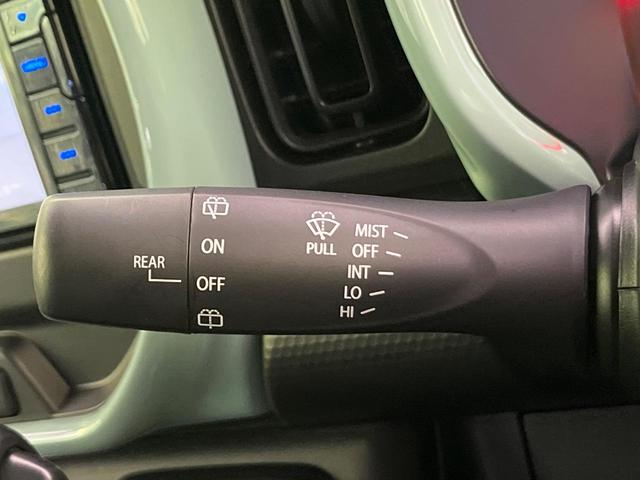 REAR
ON
OFF
PULL
MIST
OFF
INT
LO
HI